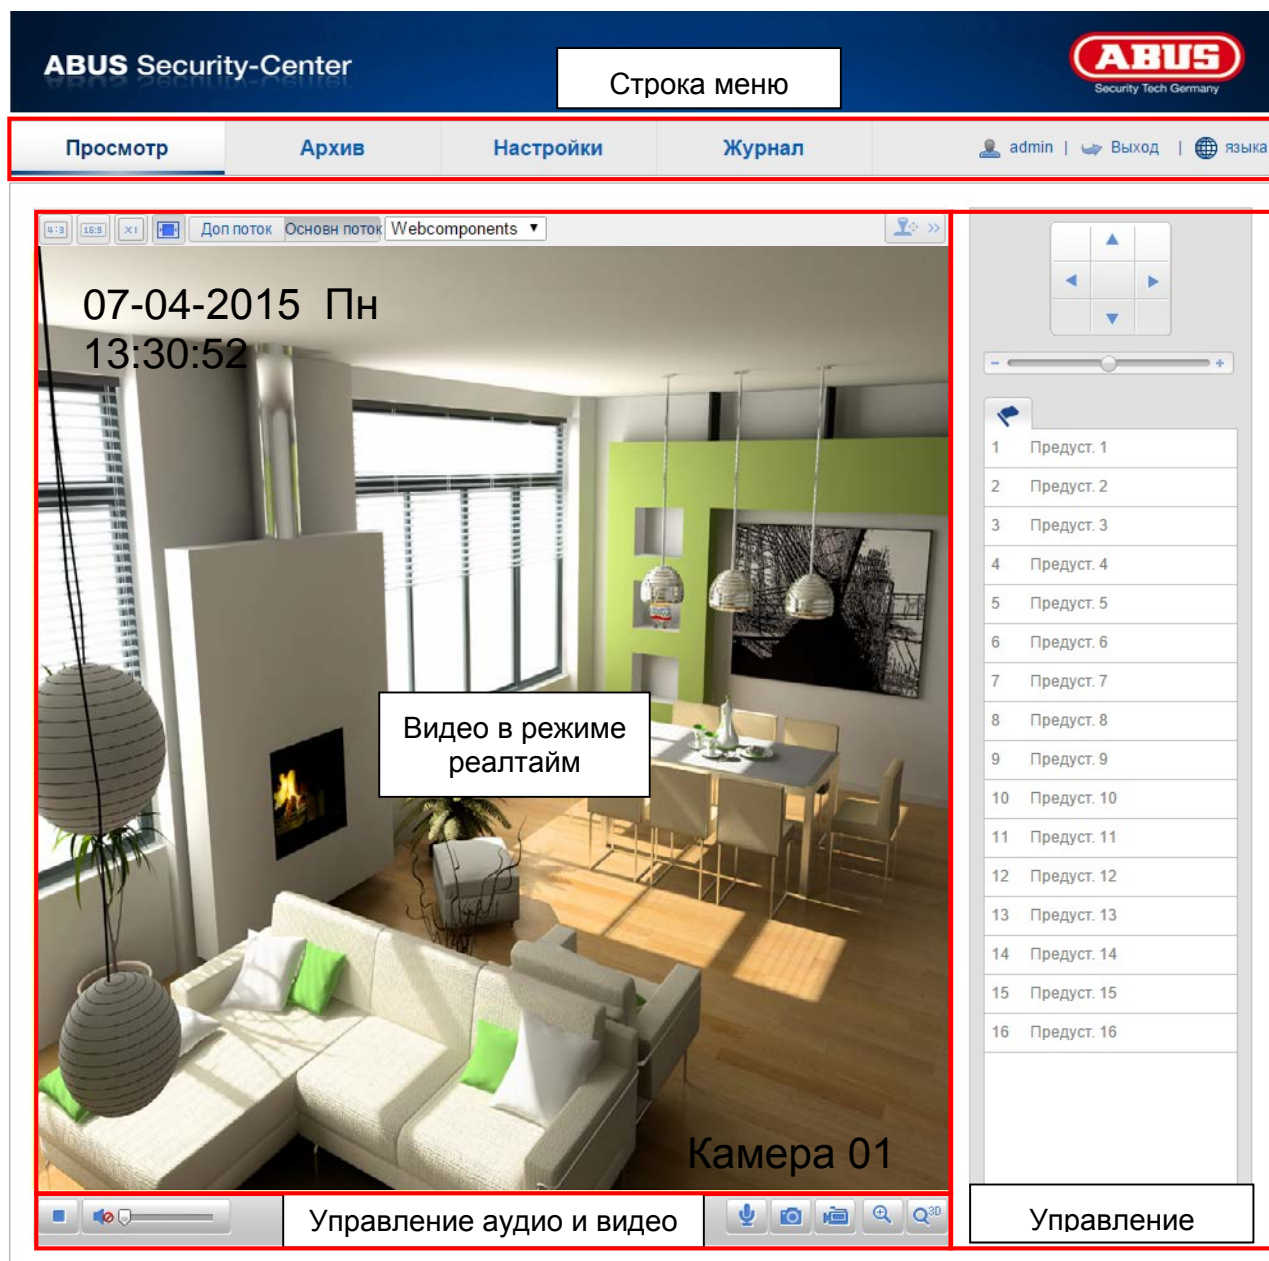 ABUS Security-Center
Строка меню
ABUS
Security Tech Germany
Просмотр Архив Настройки Журнал admin | Выход | языка
4:3 16:9 X1 Доп поток Основн поток Webcomponents
07-04-2015 Пн
13:30:52
1 Предуст. 1
2 Предуст. 2
3 Предуст. 3
4 Предуст. 4
5 Предуст. 5
6 Предуст. 6
7 Предуст. 7
8 Предуст. 8
9 Предуст. 9
10 Предуст. 10
11 Предуст. 11
12 Предуст. 12
13 Предуст. 13
14 Предуст. 14
15 Предуст. 15
16 Предуст. 16
Видео в режиме
реалтайм
Камера 01
Управление аудио и видео
3D
Управление